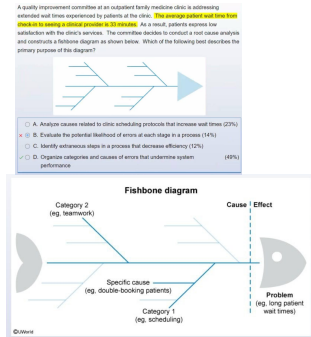 A quality improvement committee at an outpatient family medicine clinic is addressing
extended wait times experienced by patients at the clinic. The average patient wait time from
check-in to seeing a clinical provider is 33 minutes. As a result, patients express low
satisfaction with the clinic's services. The committee decides to conduct a root cause analysis
and constructs a fishbone diagram as shown below. Which of the following best describes the
primary purpose of this diagram?
A. Analyze causes related to clinic scheduling protocols that increase wait times (23%)
B. Evaluate the potential likelihood of errors at each stage in a process (14%)
C. Identify extraneous steps in a process that decrease efficiency (12%)
D. Organize categories and causes of errors that undermine system (49%)
performance
Fishbone diagram
Category 2
(eg, teamwork)
Cause Effect
Specific cause
(eg, double-booking patients)
Category 1
(eg, scheduling)
Problem
(eg, long patient
wait times)
©UWorld